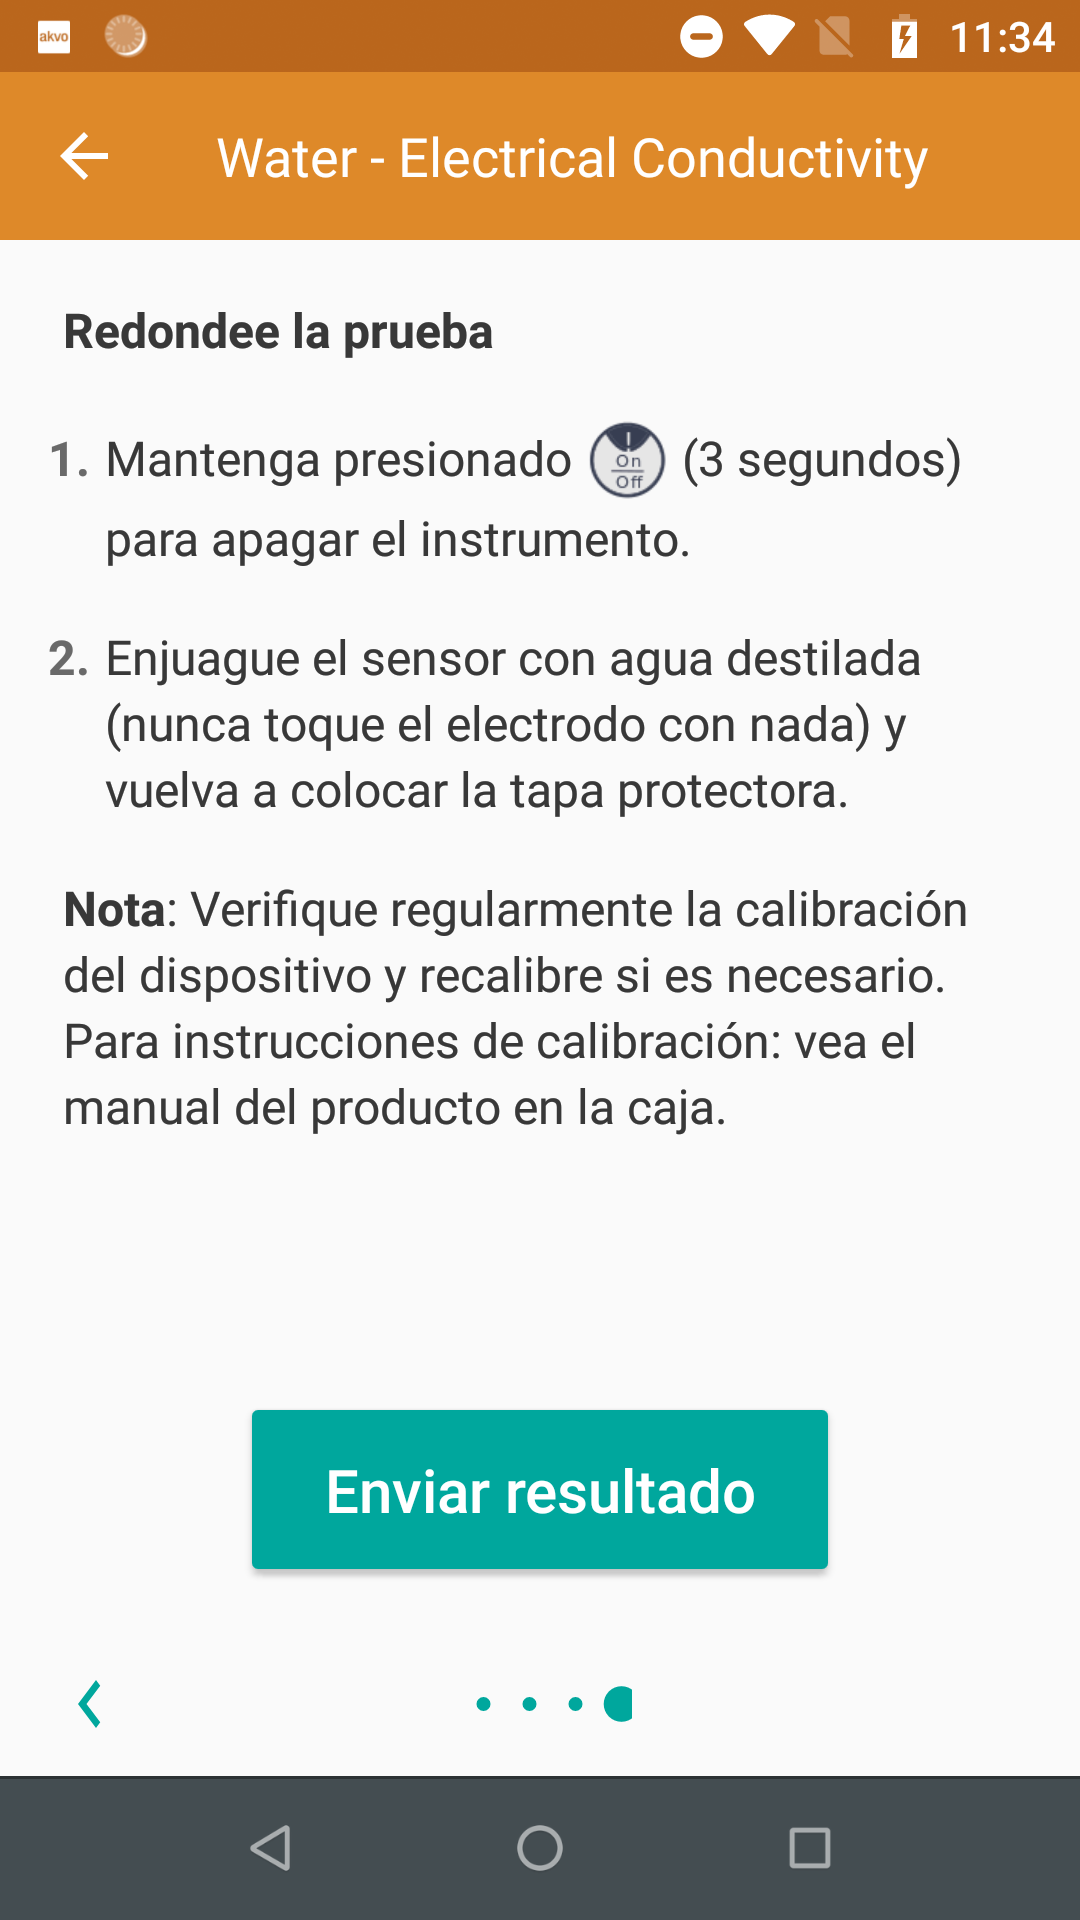 akvo
11:34
Water - Electrical Conductivity
Redondee la prueba
1. Mantenga presionado On Off (3 segundos)
para apagar el instrumento.
2. Enjuague el sensor con agua destilada
(nunca toque el electrodo con nada) y
vuelva a colocar la tapa protectora.
Nota: Verifique regularmente la calibración
del dispositivo y recalibre si es necesario.
Para instrucciones de calibración: vea el
manual del producto en la caja.
Enviar resultado